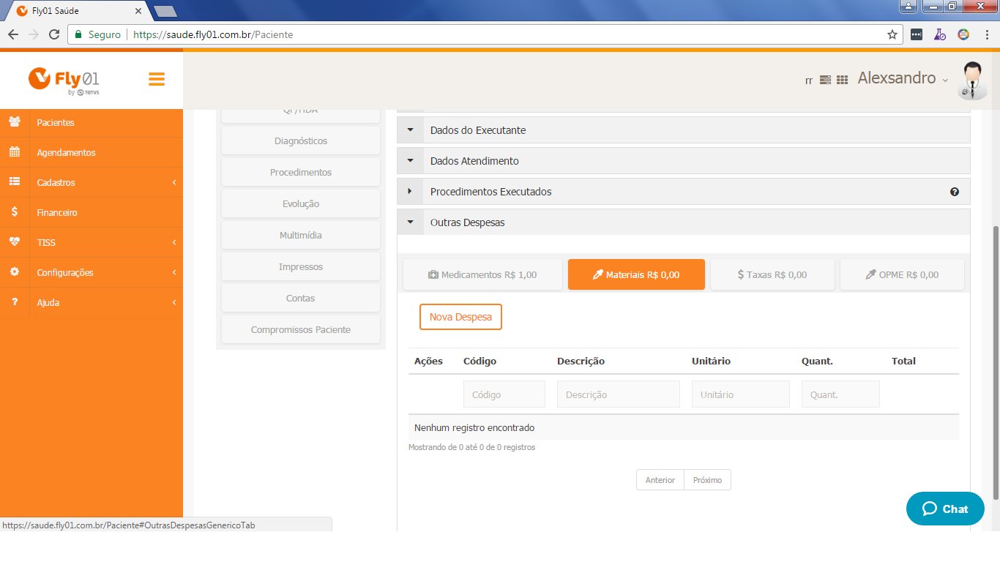 Fly01 Saúde
Seguro https://saude.fly01.com.br/Paciente
Fly01
by TOTVS
rr Alexsandro
Pacientes
Agendamentos
Cadastros
Financeiro
TISS
Configurações
Ajuda
QP/HDA
Diagnósticos
Procedimentos
Evolução
Multimídia
Impressos
Contas
Compromissos Paciente
Dados do Executante
Dados Atendimento
Procedimentos Executados
Outras Despesas
Medicamentos R$ 1,00 Materiais R$ 0,00 $ Taxas R$ 0,00 OPME R$ 0,00
Nova Despesa
Ações Código Descrição Unitário Quant. Total
Código Descrição Unitário Quant.
Nenhum registro encontrado
Mostrando de 0 até 0 de 0 registros
Anterior Próximo
Chat
https://saude.fly01.com.br/Paciente#OutrasDespesasGenericoTab